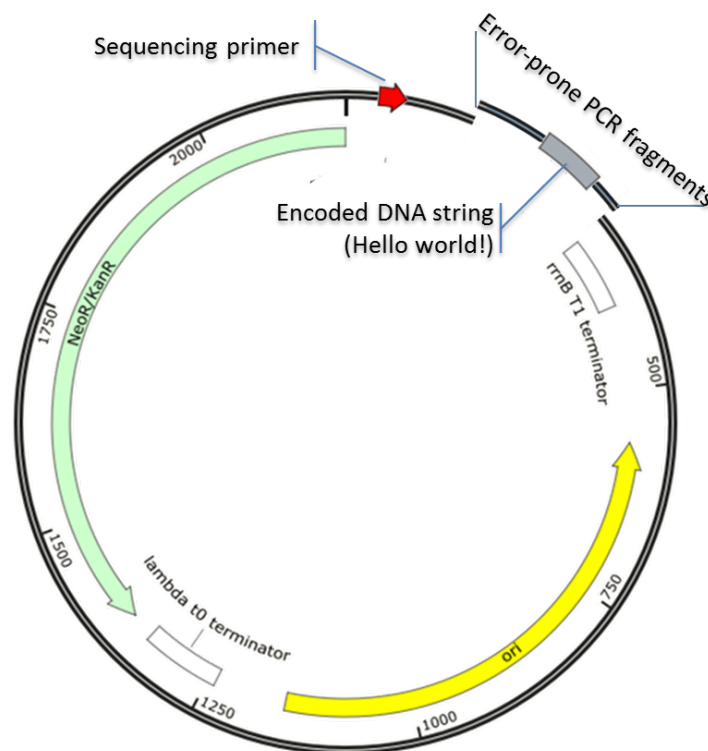 Sequencing primer
Error-prone PCR fragments
2000
Encoded DNA string
(Hello world!)
rrnB T1 terminator
NeoR/KanR
1750
500
1500
lambda t0 terminator
750
ori
1250
1000